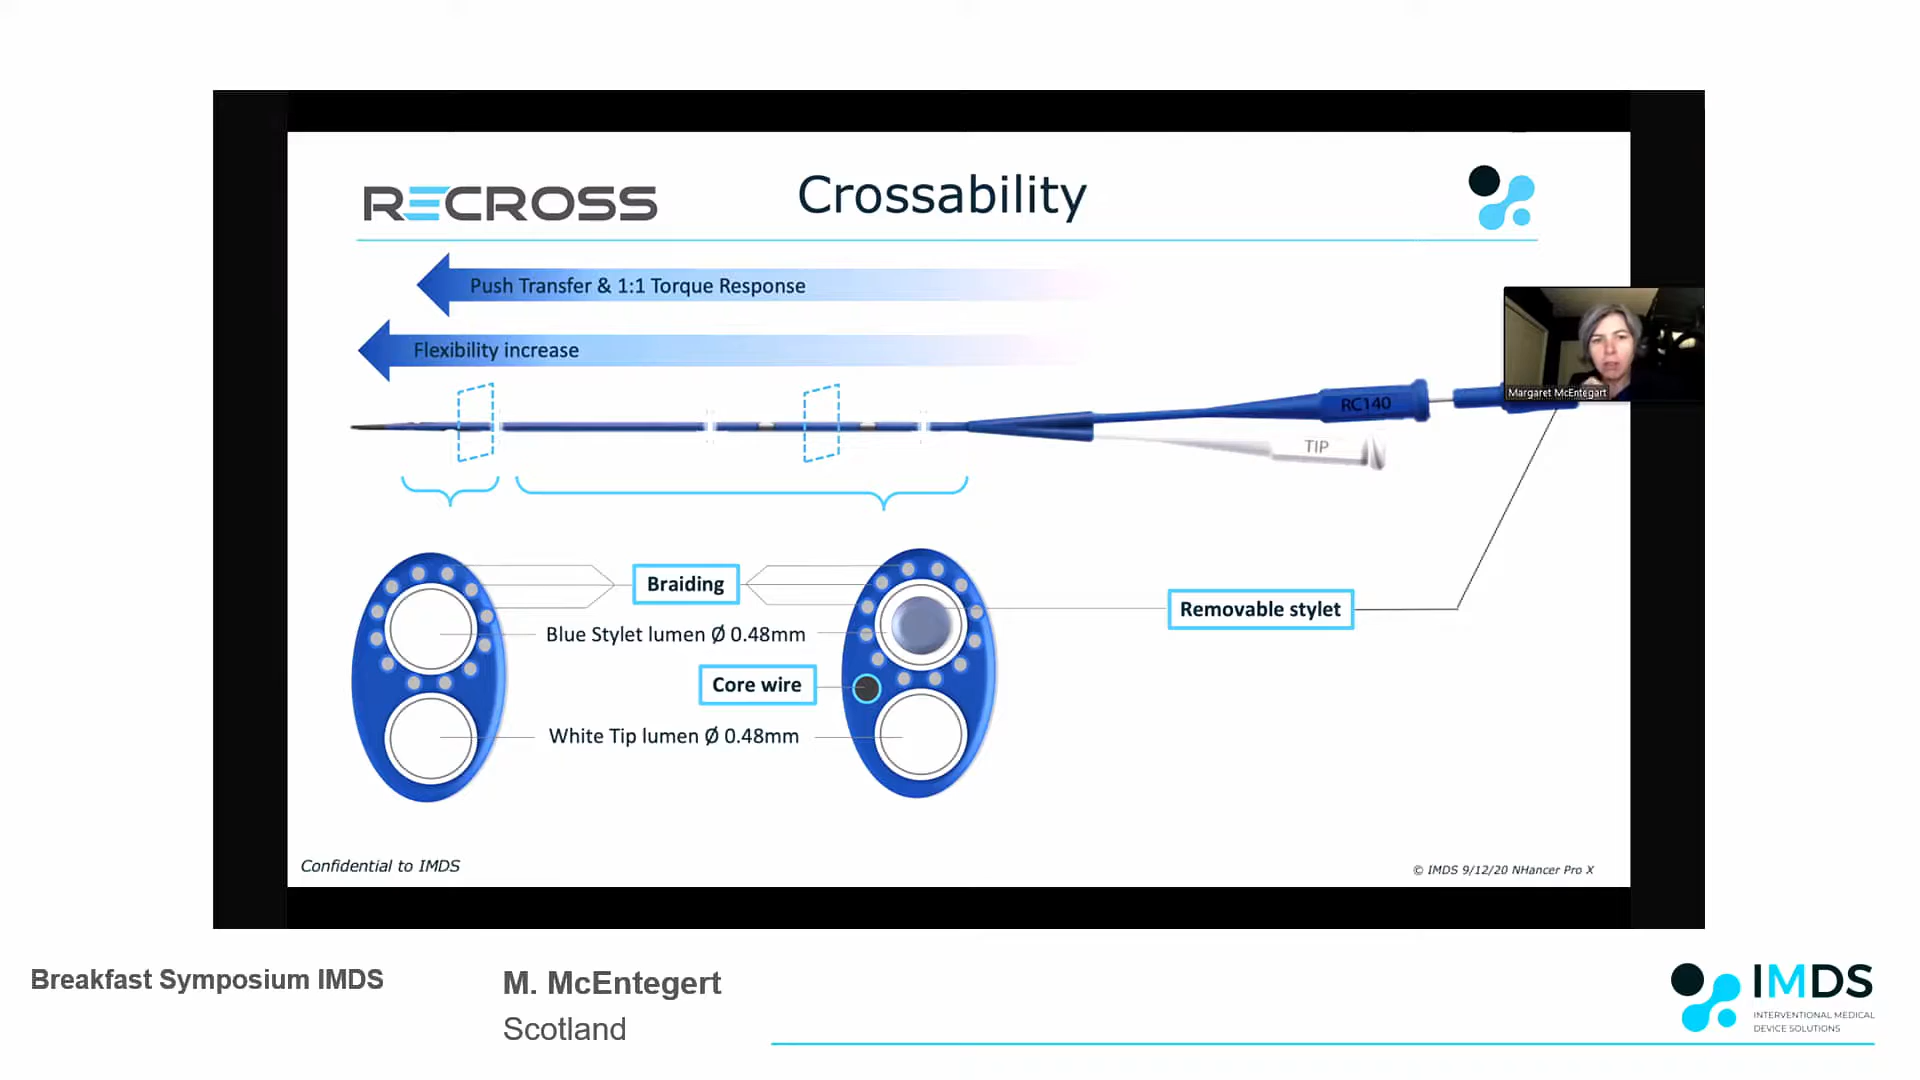 RECROSS
Crossability
Push Transfer & 1:1 Torque Response
Flexibility increase
RC140
Margaret McEntegart
TIP
Braiding
Removable stylet
Blue Stylet lumen Ø 0.48mm
Core wire
White Tip lumen Ø 0.48mm
Confidential to IMDS
© IMDS 9/12/20 NHancer Pro X
Breakfast Symposium IMDS
M. McEntegert
Scotland
IMDS
INTERVENTIONAL MEDICAL
DEVICE SOLUTIONS